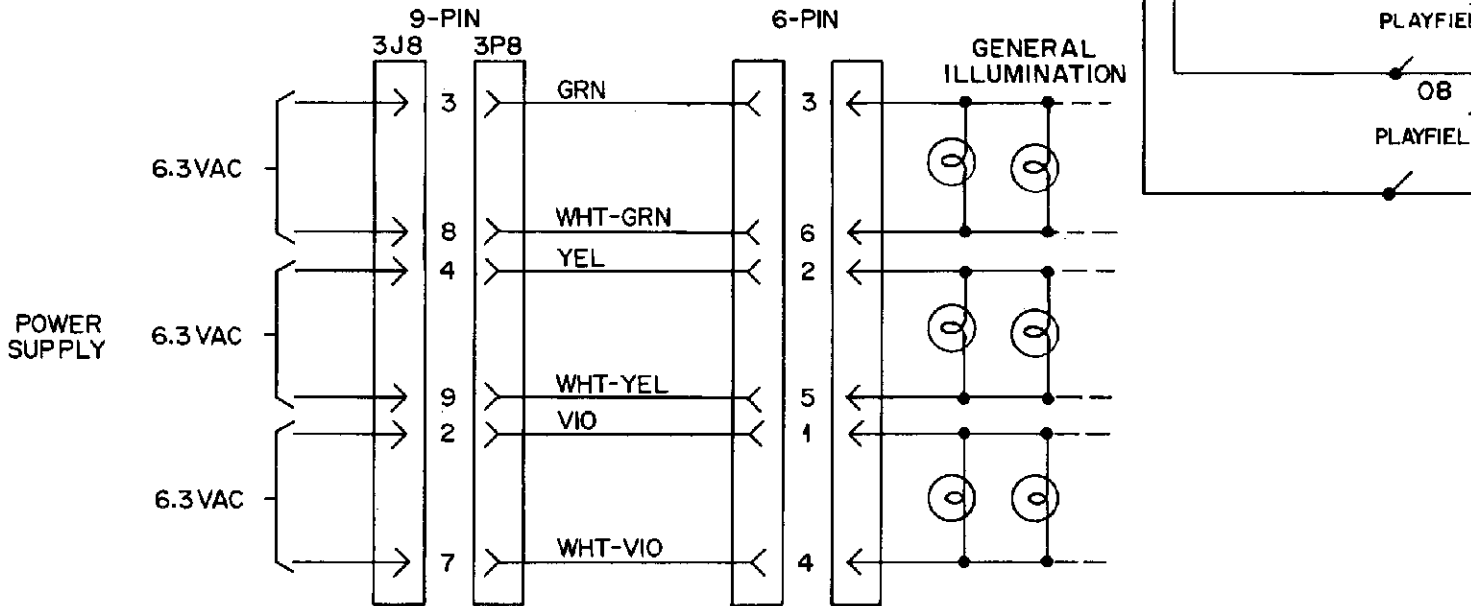 9-PIN
3J8
3P8
6-PIN
GENERAL
ILLUMINATION
3
GRN
3
6.3VAC
8
WHT-GRN
6
4
YEL
2
POWER
SUPPLY
6.3VAC
9
WHT-YEL
5
2
VIO
1
6.3VAC
7
WHT-VIO
4
PLAYFIE
08
PLAYFIEL